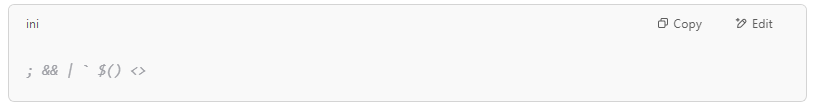 ini Copy Edit
; && | ` $() <>